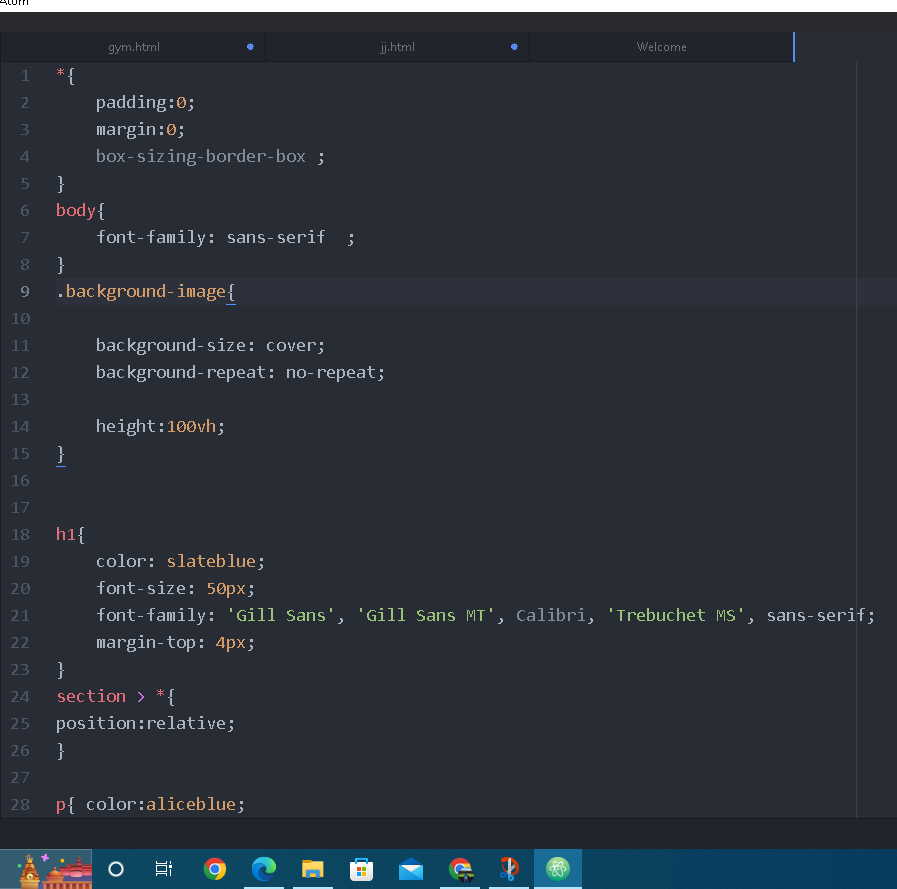 Atom
gym.html
jj.html
Welcome
1 *{
2 padding:0;
3 margin:0;
4 box-sizing-border-box ;
5 }
6 body{
7 font-family: sans-serif  ;
8 }
9 .background-image{
10
11 background-size: cover;
12 background-repeat: no-repeat;
13
14 height:100vh;
15 }
16
17
18 h1{
19 color: slateblue;
20 font-size: 50px;
21 font-family: 'Gill Sans', 'Gill Sans MT', Calibri, 'Trebuchet MS', sans-serif;
22 margin-top: 4px;
23 }
24 section > *{
25 position:relative;
26 }
27
28 p{ color:aliceblue;